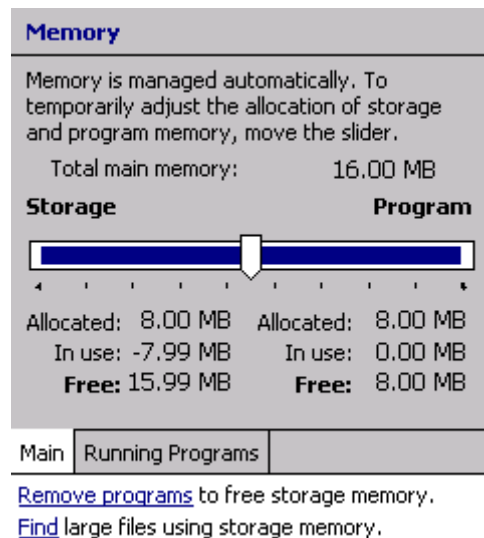 Memory
Memory is managed automatically. To
temporarily adjust the allocation of storage
and program memory, move the slider.
Total main memory: 16.00 MB
Storage Program
Allocated: 8.00 MB Allocated: 8.00 MB
In use: -7.99 MB In use: 0.00 MB
Free: 15.99 MB Free: 8.00 MB
Main Running Programs
Remove programs to free storage memory.
Find large files using storage memory.